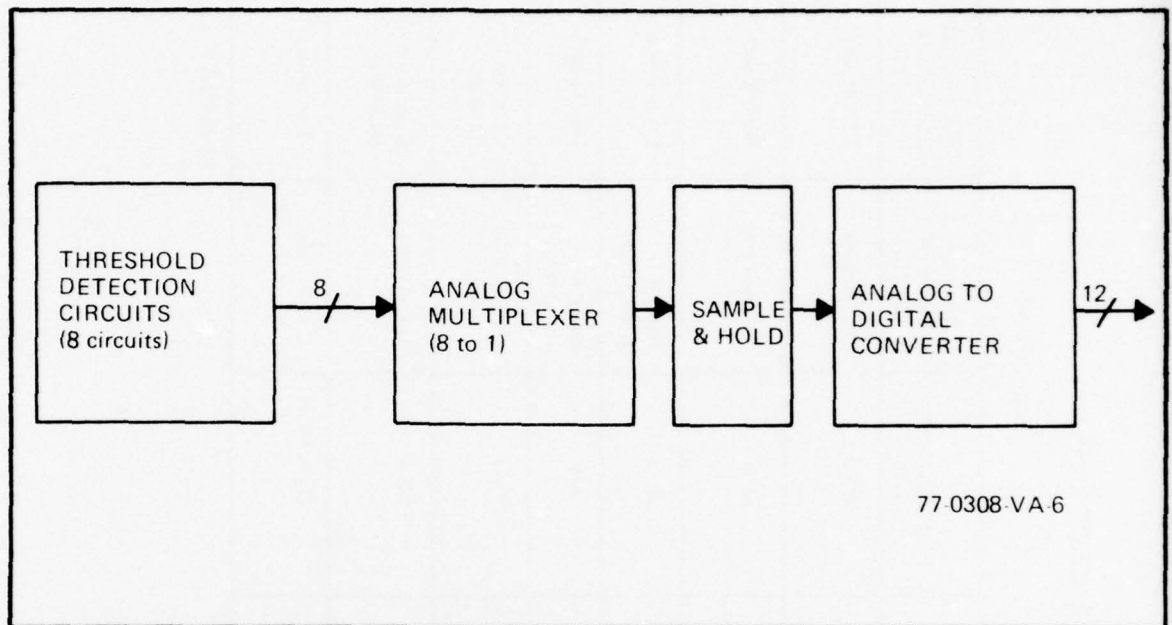 THRESHOLD
DETECTION
CIRCUITS
(8 circuits)
8
ANALOG
MULTIPLEXER
(8 to 1)
SAMPLE
& HOLD
ANALOG TO
DIGITAL
CONVERTER
12
77-0308-VA-6